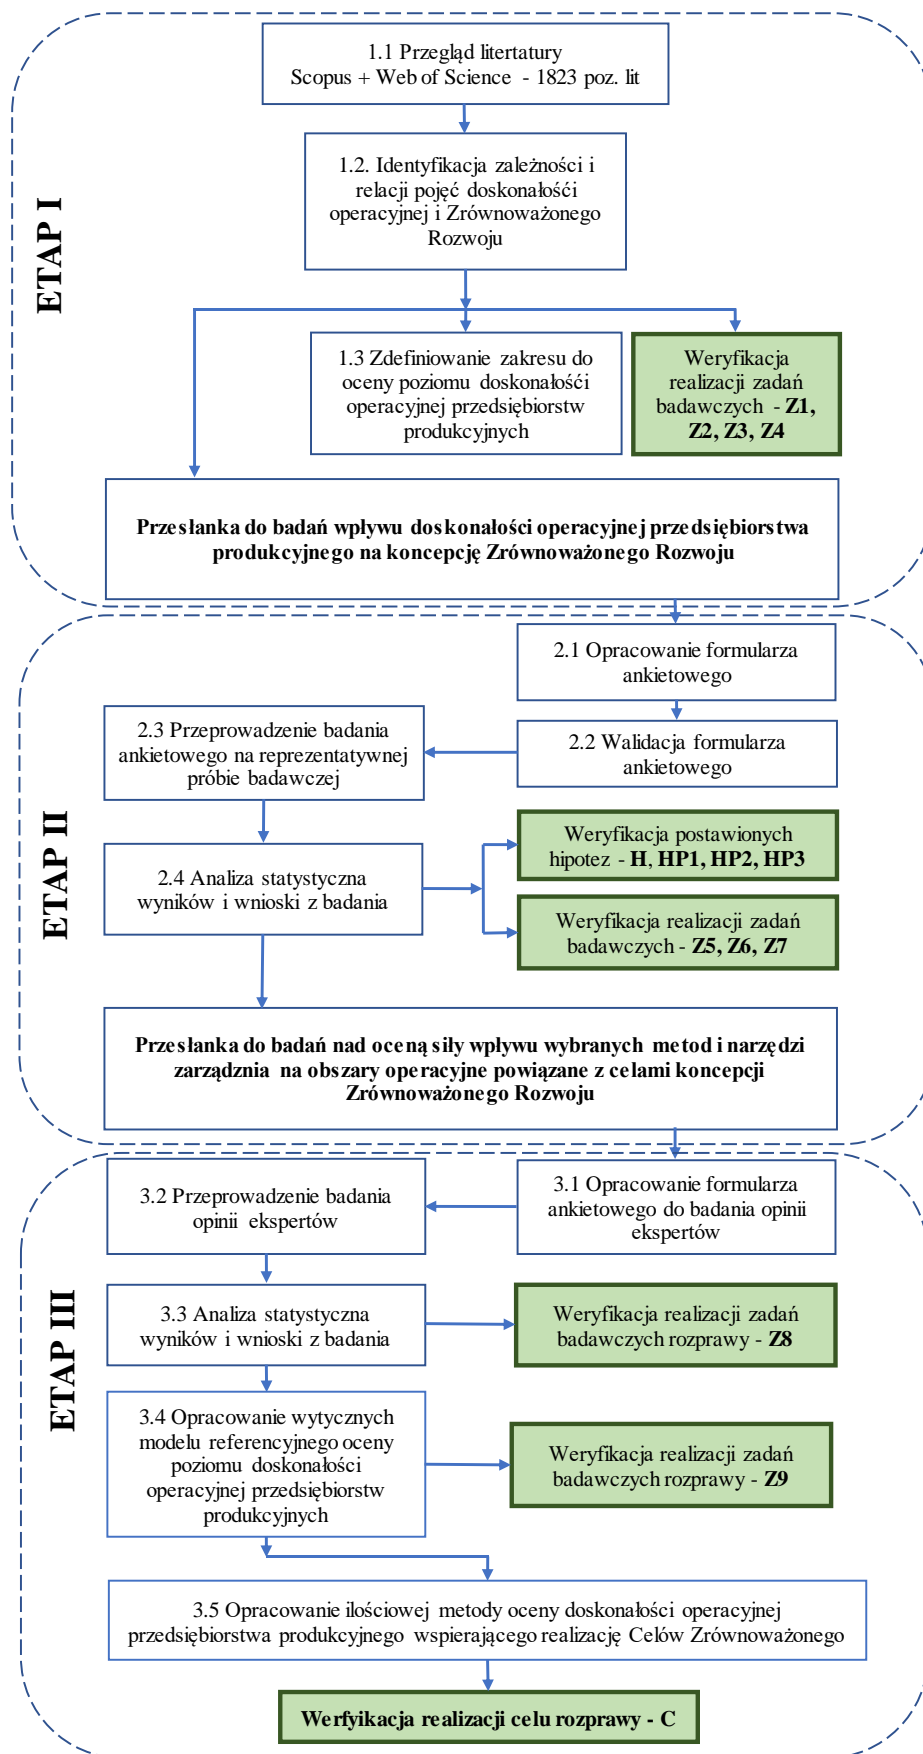 ETAP I
1.1 Przegląd litertatury
Scopus + Web of Science - 1823 poz. lit
1.2. Identyfikacja zależności i
relacji pojęć doskonałośći
operacyjnej i Zrównoważonego
Rozwoju
1.3 Zdefiniowanie zakresu do
oceny poziomu doskonałośći
operacyjnej przedsiębiorstw
produkcyjnych
Weryfikacja
realizacji zadań
badawczych - Z1,
Z2, Z3, Z4
Przesłanka do badań wpływu doskonałości operacyjnej przedsiębiorstwa
produkcyjnego na koncepcję Zrównoważonego Rozwoju
ETAP II
2.1 Opracowanie formularza
ankietowego
2.2 Walidacja formularza
ankietowego
2.3 Przeprowadzenie badania
ankietowego na reprezentatywnej
próbie badawczej
2.4 Analiza statystyczna
wyników i wnioski z badania
Weryfikacja postawionych
hipotez - H, HP1, HP2, HP3
Weryfikacja realizacji zadań
badawczych - Z5, Z6, Z7
Przesłanka do badań nad oceną siły wpływu wybranych metod i narzędzi
zarządznia na obszary operacyjne powiązane z celami koncepcji
Zrównoważonego Rozwoju
ETAP III
3.1 Opracowanie formularza
ankietowego do badania opinii
ekspertów
3.2 Przeprowadzenie badania
opinii ekspertów
3.3 Analiza statystyczna
wyników i wnioski z badania
Weryfikacja realizacji zadań
badawczych rozprawy - Z8
3.4 Opracowanie wytycznych
modelu referencyjnego oceny
poziomu doskonałości
operacyjnej przedsiębiorstw
produkcyjnych
Weryfikacja realizacji zadań
badawczych rozprawy - Z9
3.5 Opracowanie ilościowej metody oceny doskonałości operacyjnej
przedsiębiorstwa produkcyjnego wspierającego realizację Celów Zrównoważonego
Werfyikacja realizacji celu rozprawy - C